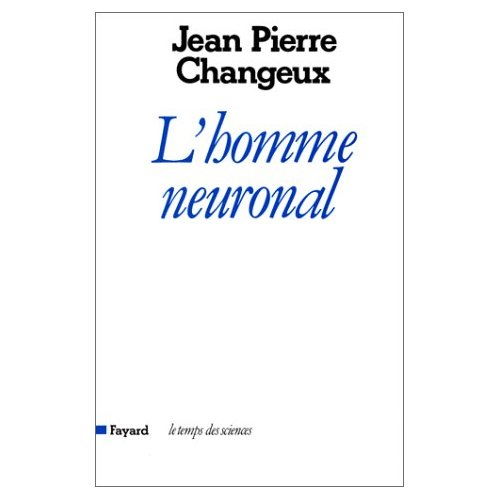 Jean Pierre
Changeux
L'homme
neuronal
Fayard
le temps des sciences